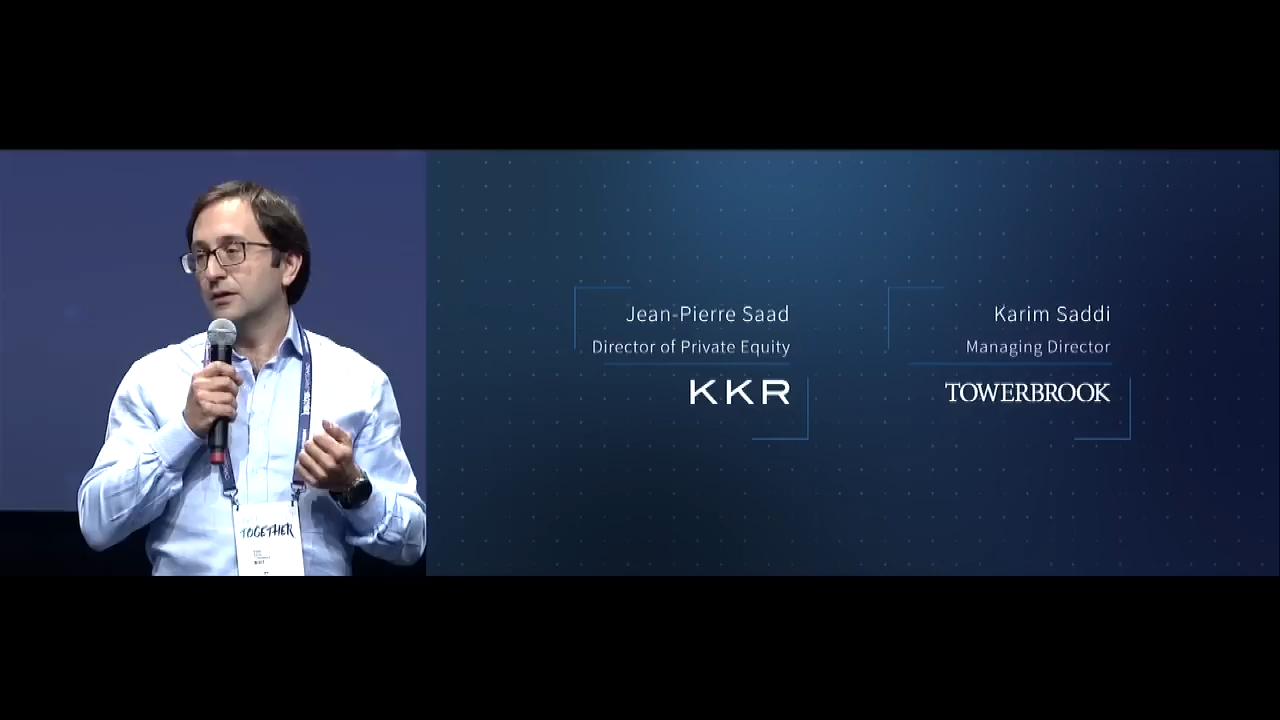 Jean-Pierre Saad
Director of Private Equity
KKR
Karim Saddi
Managing Director
TOWERBROOK
TOGETHER